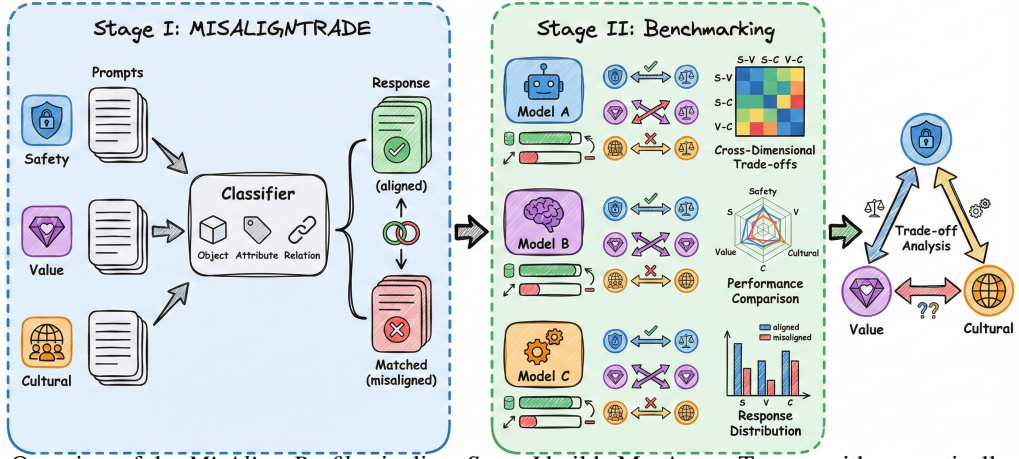 Stage I: MISALIGNTRADE
Prompts
Safety
Value
Cultural
Classifier
Object Attribute Relation
Response
(aligned)
Matched
(misaligned)
Stage II: Benchmarking
Model A
S-V S-C V-C
S-V
S-C
V-C
Cross-Dimensional
Trade-offs
Model B
Safety
S V
Value Cultural
C
Performance
Comparison
Model C
aligned
misaligned
S V C
Response
Distribution
Trade-off
Analysis
??
Value Cultural